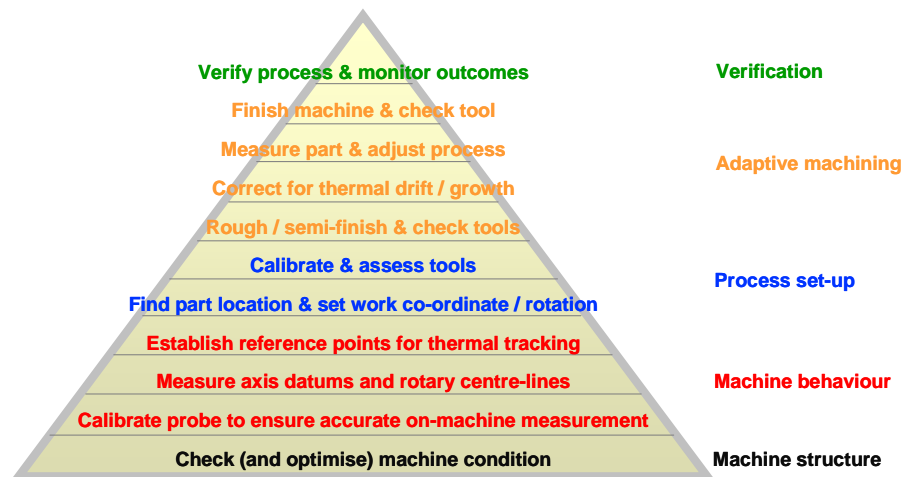 Verify process & monitor outcomes
Verification
Finish machine & check tool
Measure part & adjust process
Adaptive machining
Correct for thermal drift / growth
Rough / semi-finish & check tools
Calibrate & assess tools
Process set-up
Find part location & set work co-ordinate / rotation
Establish reference points for thermal tracking
Measure axis datums and rotary centre-lines
Machine behaviour
Calibrate probe to ensure accurate on-machine measurement
Check (and optimise) machine condition
Machine structure